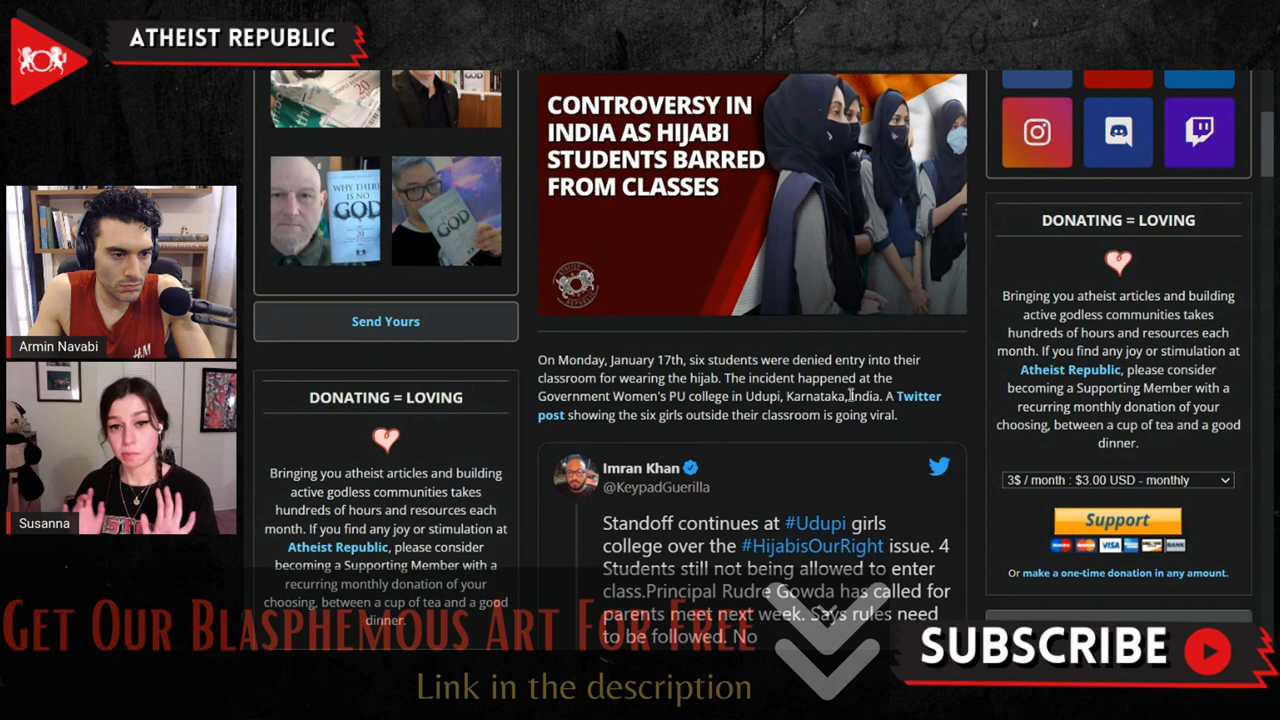 ATHEIST REPUBLIC
Armin Navabi
Susanna
WHY THERE
IS NO
GOD
GOD
Send Yours
DONATING = LOVING
Bringing you atheist articles and building
active godless communities takes
hundreds of hours and resources each
month. If you find any joy or stimulation at
Atheist Republic, please consider
becoming a Supporting Member with a
recurring monthly donation of your
choosing, between a cup of tea and a good
dinner.
CONTROVERSY IN
INDIA AS HIJABI
STUDENTS BARRED
FROM CLASSES
On Monday, January 17th, six students were denied entry into their
classroom for wearing the hijab. The incident happened at the
Government Women's PU college in Udupi, Karnataka, India. A Twitter
post showing the six girls outside their classroom is going viral.
Imran Khan
@KeypadGuerilla
Standoff continues at #Udupi girls
college over the #HijabisOurRight issue. 4
Students still not being allowed to enter
class.Principal Rudre Gowda has called for
parents meet next week. Says rules need
to be followed. No
DONATING = LOVING
Bringing you atheist articles and building
active godless communities takes
hundreds of hours and resources each
month. If you find any joy or stimulation at
Atheist Republic, please consider
becoming a Supporting Member with a
recurring monthly donation of your
choosing, between a cup of tea and a good
dinner.
3$ / month : $3.00 USD - monthly
Support
VISA
Or make a one-time donation in any amount.
Get Our Blasphemous Art For Free
Link in the description
SUBSCRIBE